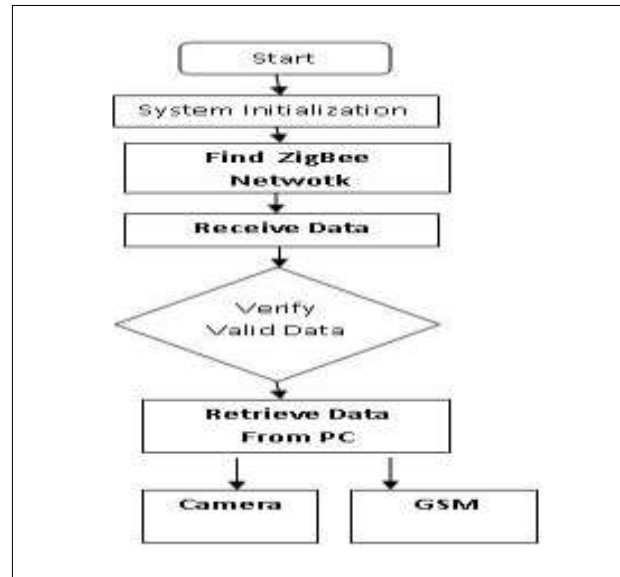 Start
System Initialization
Find ZigBee
Netwotk
Receive Data
Verify
Valid Data
Retrieve Data
From PC
Camera
GSM